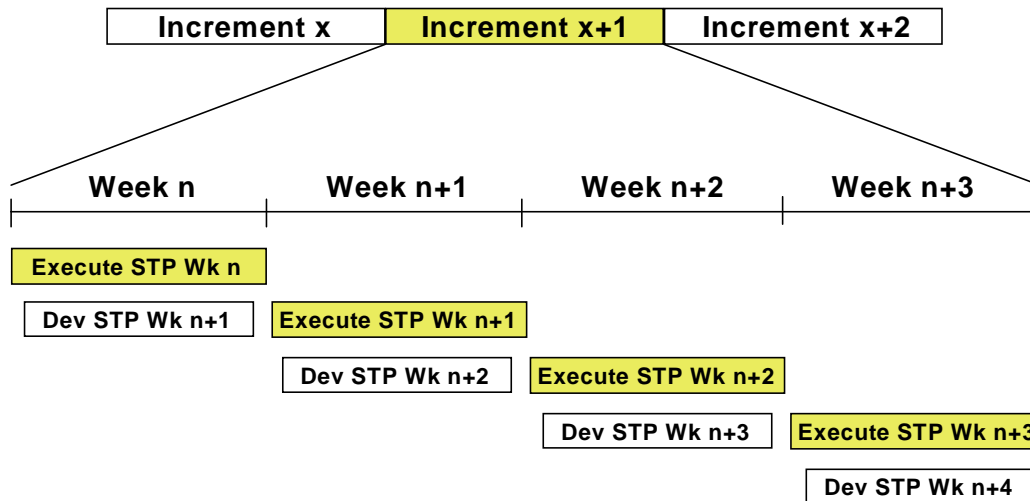 Increment x Increment x+1 Increment x+2
Week n Week n+1 Week n+2 Week n+3
Execute STP Wk n
Dev STP Wk n+1 Execute STP Wk n+1
Dev STP Wk n+2 Execute STP Wk n+2
Dev STP Wk n+3 Execute STP Wk n+3
Dev STP Wk n+4